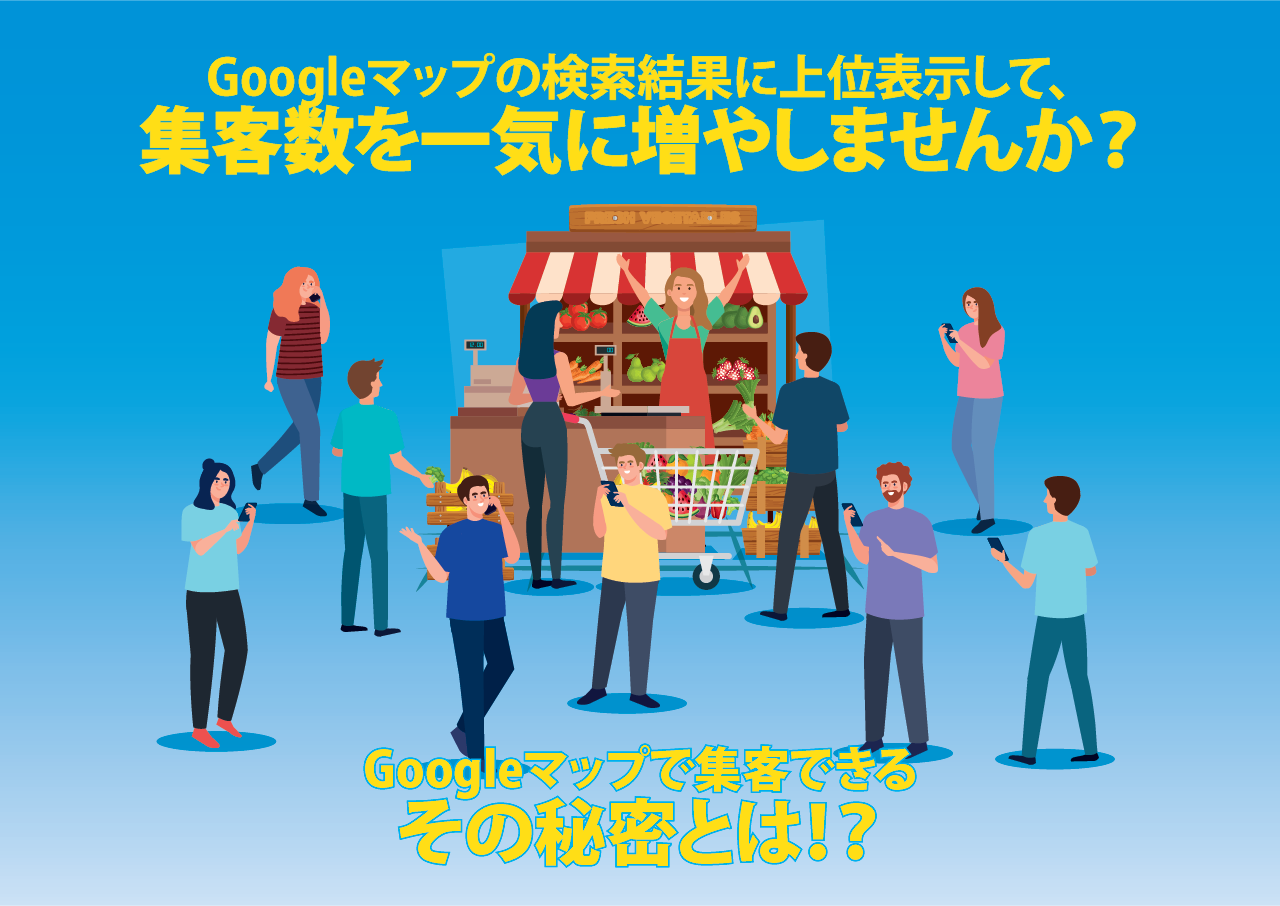 Googleマップの検索結果に上位表示して、
集客数を一気に増やしませんか?
FRESH VEGETABLES
Googleマップで集客できる
その秘密とは!?